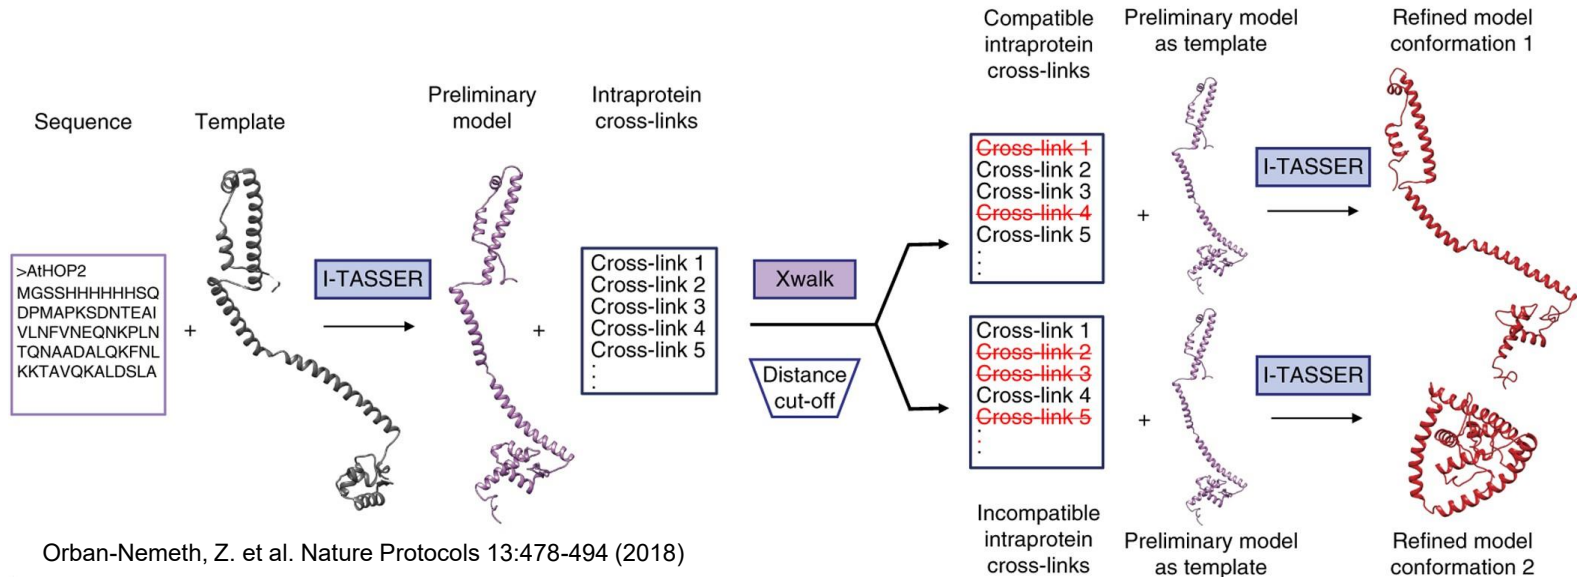 Sequence
Template
Preliminary
model
Intraprotein
cross-links
>AtHOP2
MGSSHHHHHHSQ
DPMAPKSDNTEAI
VLNFVNEQNKPLN
TQNAADALQKFNL
KKTAVQKALDSLA
+
I-TASSER
+
Cross-link 1
Cross-link 2
Cross-link 3
Cross-link 4
Cross-link 5
:
Xwalk
Distance
cut-off
Compatible
intraprotein
cross-links
Preliminary model
as template
Refined model
conformation 1
Cross-link 1
Cross-link 2
Cross-link 3
Cross-link 4
Cross-link 5
:
+
I-TASSER
Cross-link 1
Cross-link 2
Cross-link 3
Cross-link 4
Cross-link 5
:
+
I-TASSER
Incompatible
intraprotein
cross-links
Preliminary model
as template
Refined model
conformation 2
Orban-Nemeth, Z. et al. Nature Protocols 13:478-494 (2018)